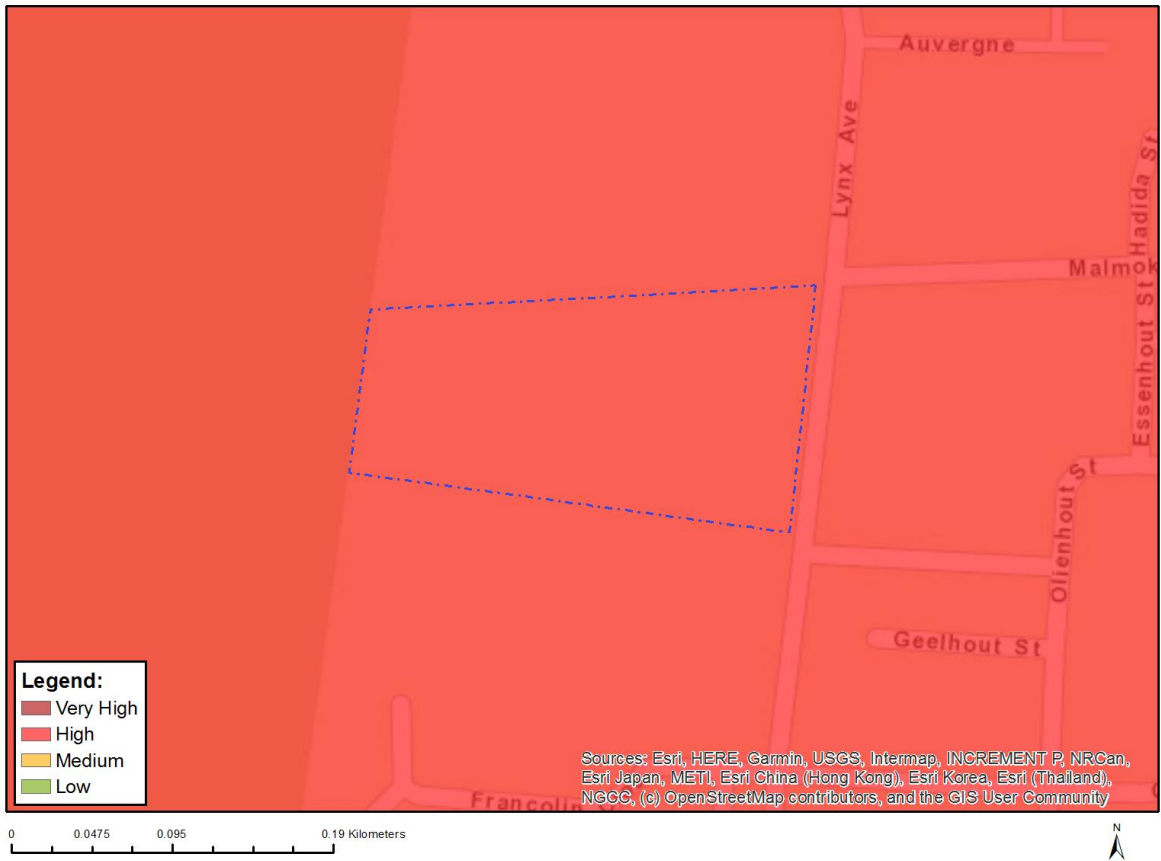 Auvergne
Lynx Ave
Hadida St
Malmok
Essenhout St
Olienhout St
Geelhout St
Francolin
Legend:
Very High
High
Medium
Low
Sources: Esri, HERE, Garmin, USGS, Intermap, INCREMENT P, NRCan,
Esri Japan, METI, Esri China (Hong Kong), Esri Korea, Esri (Thailand),
NGCC, (c) OpenStreetMap contributors, and the GIS User Community
0 0.0475 0.095 0.19 Kilometers
N